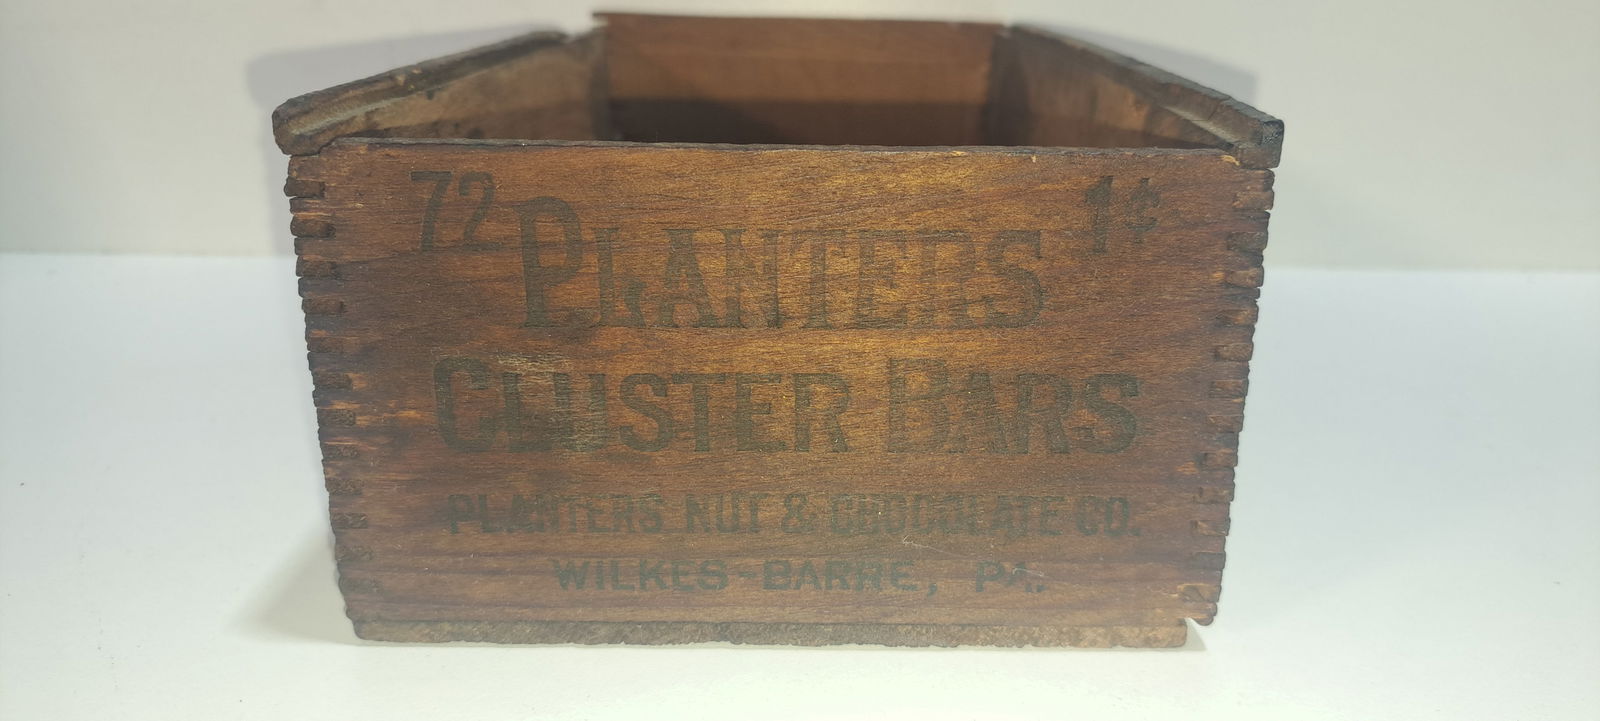 72 PLANTERS 1¢
CLUSTER BARS
PLANTERS NUT & CHOCOLATE CO.
WILKES-BARRE, PA.